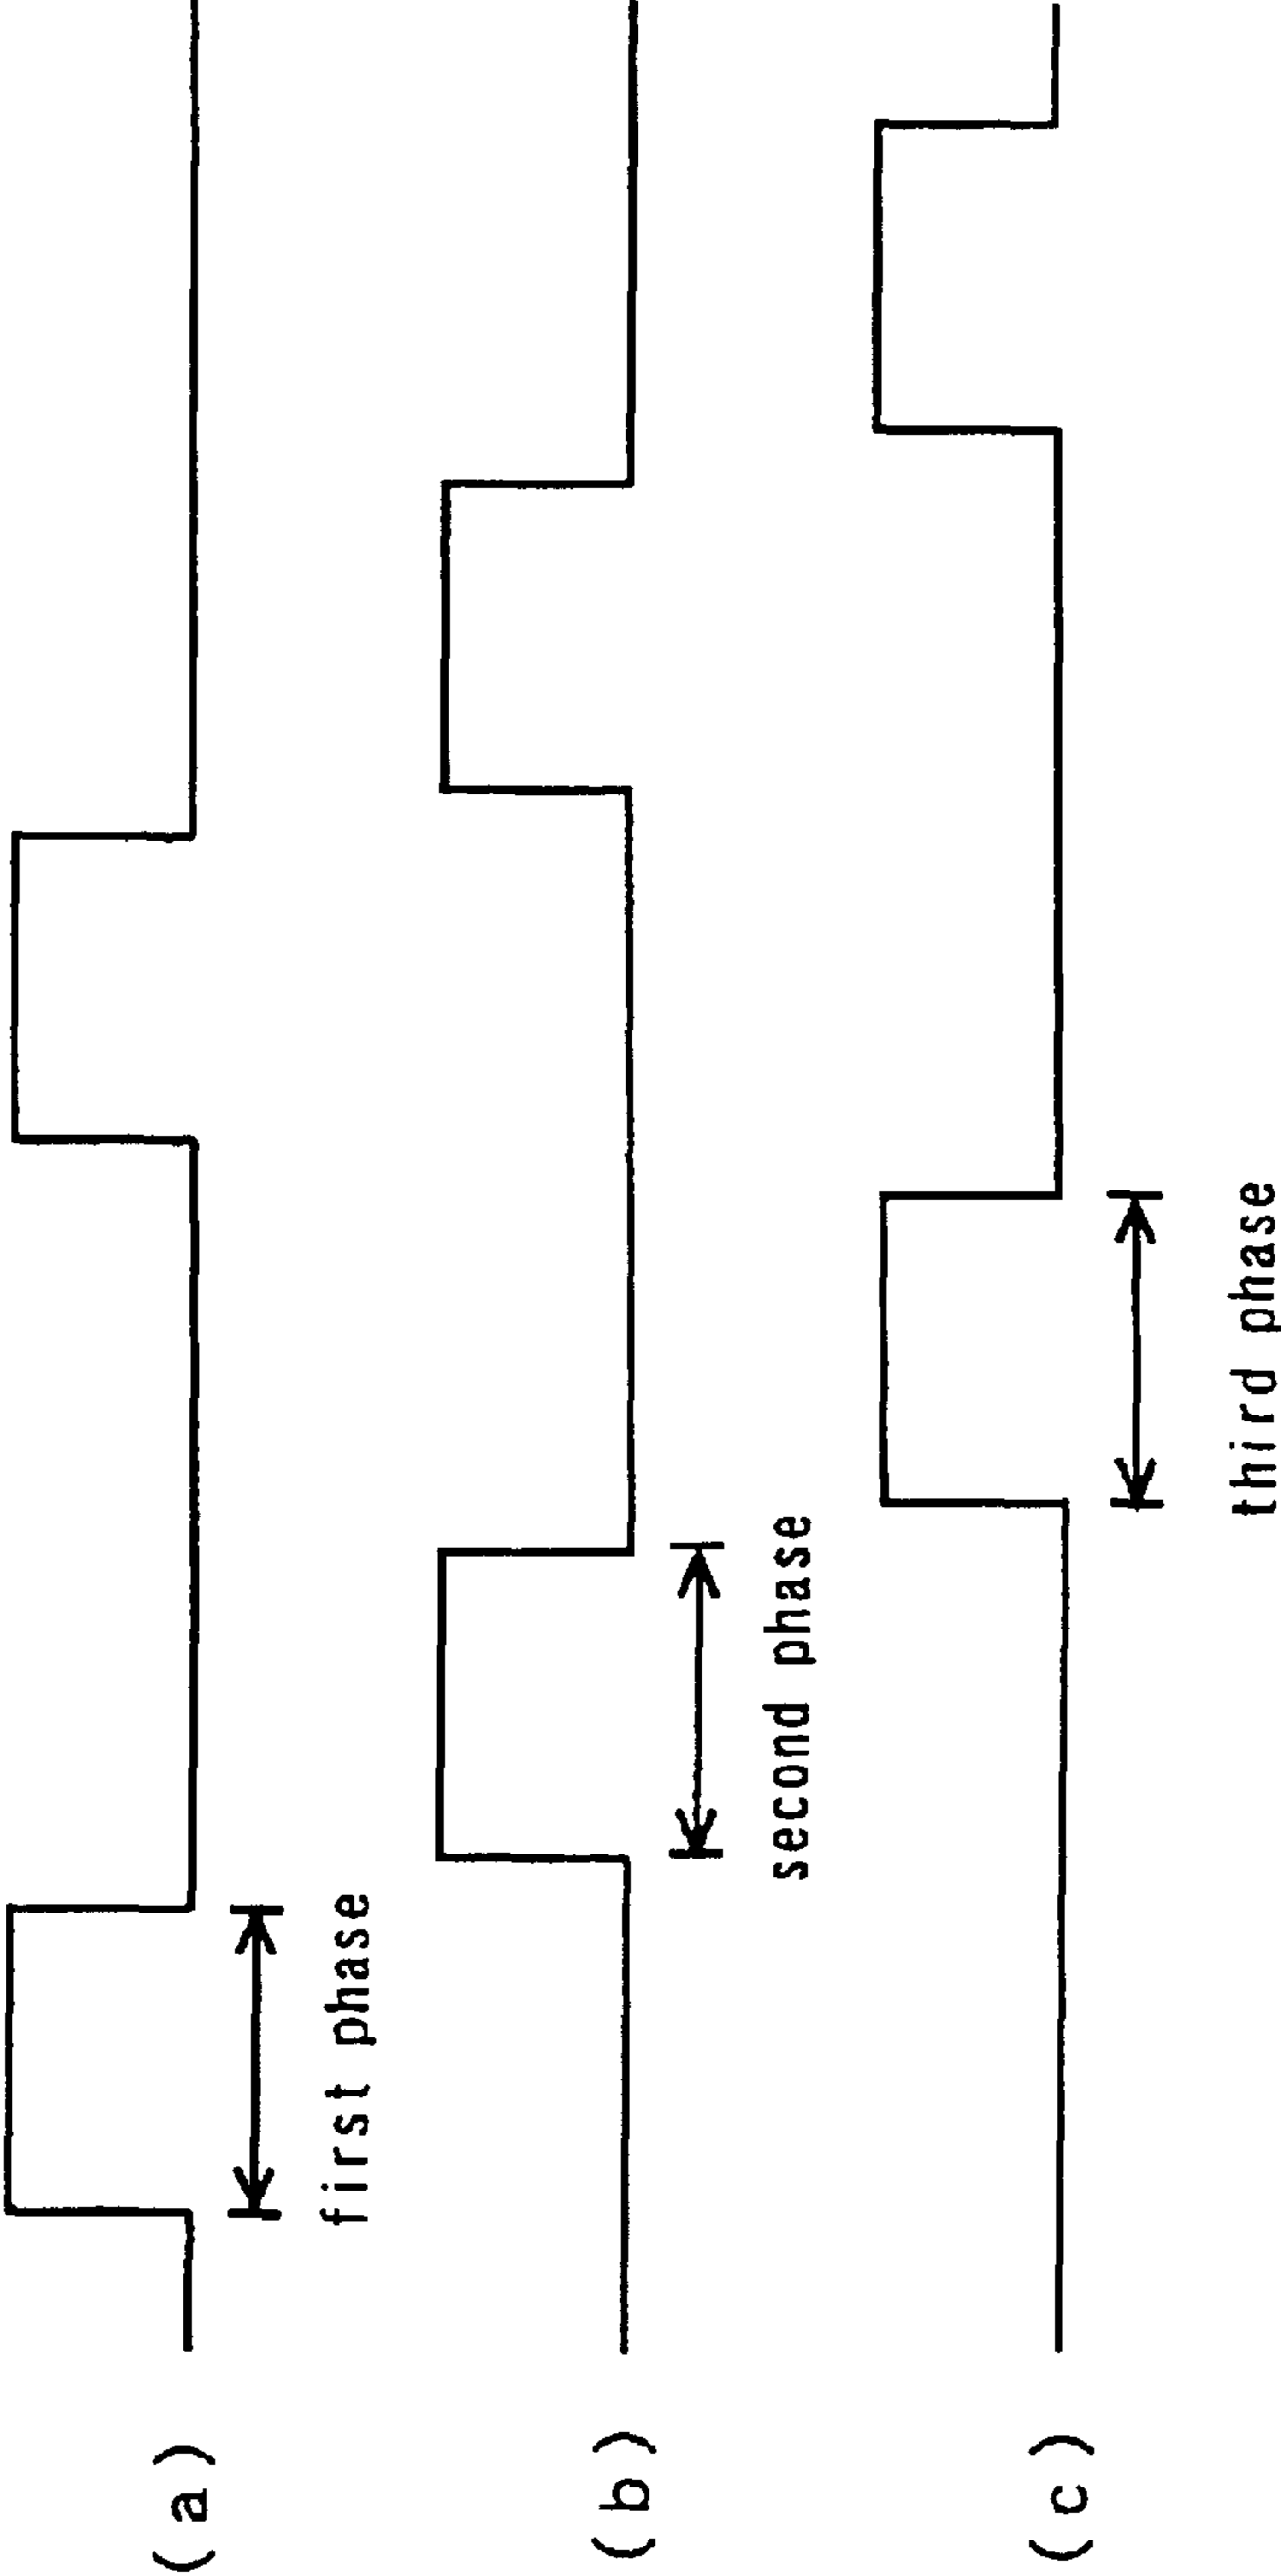 (a)
first phase
(b)
second phase
(c)
third phase